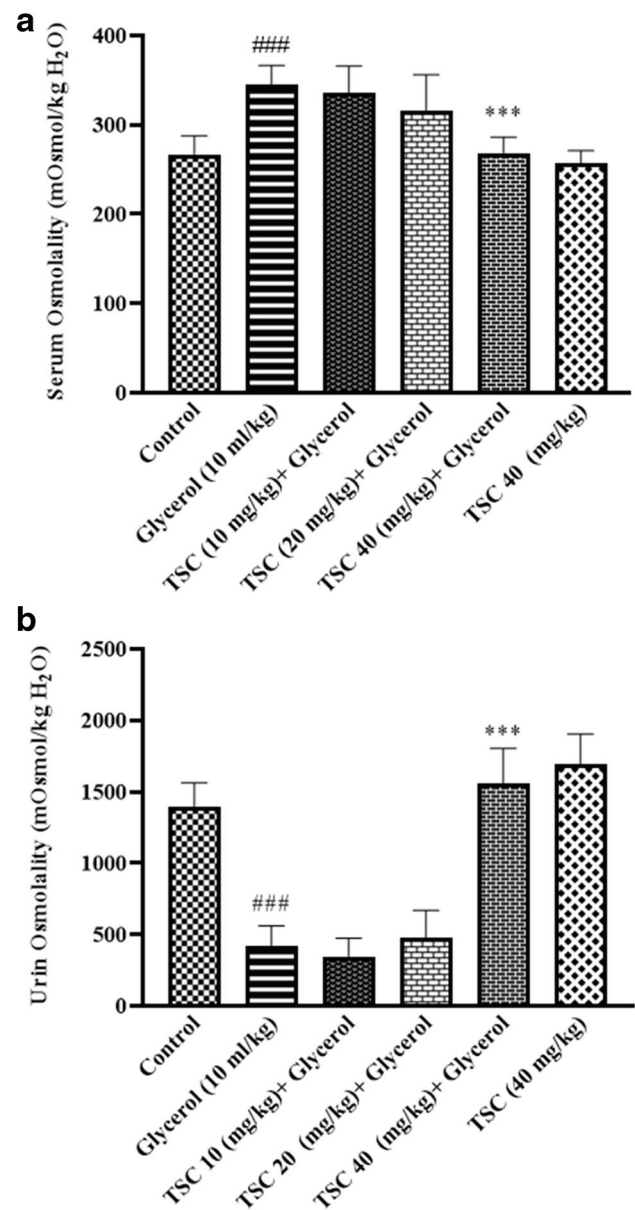 a
Serum Osmolality (mOsmol/kg H₂O)
400
300
200
100
0
###
***
Control
Glycerol (10 ml/kg)
TSC (10 mg/kg)+ Glycerol
TSC (20 mg/kg)+ Glycerol
TSC 40 (mg/kg)+ Glycerol
TSC 40 (mg/kg)
b
Urin Osmolality (mOsmol/kg H₂O)
2500
2000
1500
1000
500
0
###
***
Control
Glycerol (10 ml/kg)
TSC 10 (mg/kg)+ Glycerol
TSC 20 (mg/kg)+ Glycerol
TSC 40 (mg/kg)+ Glycerol
TSC (40 mg/kg)